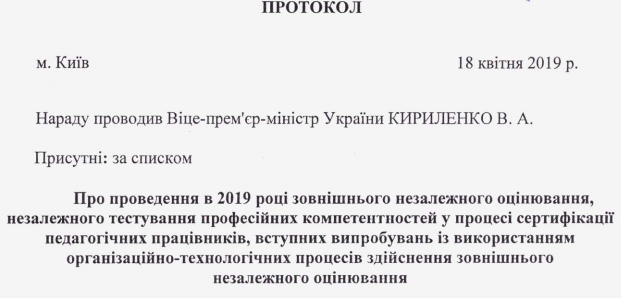 ПРОТОКОЛ
м. Київ 18 квітня 2019 р.
Нараду проводив Віце-прем'єр-міністр України КИРИЛЕНКО В. А.
Присутні: за списком
Про проведення в 2019 році зовнішнього незалежного оцінювання,
незалежного тестування професійних компетентностей у процесі сертифікації
педагогічних працівників, вступних випробувань із використанням
організаційно-технологічних процесів здійснення зовнішнього
незалежного оцінювання